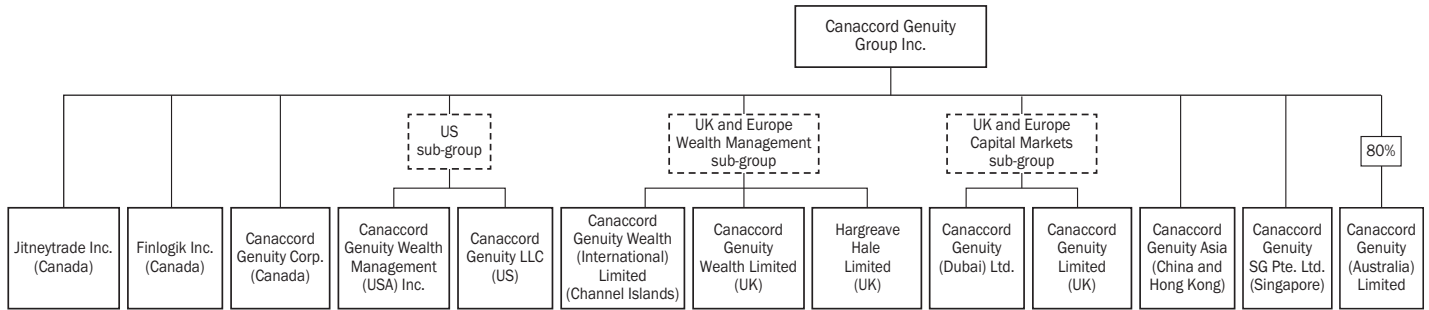 Canaccord Genuity
Group Inc.
US
sub-group
UK and Europe
Wealth Management
sub-group
UK and Europe
Capital Markets
sub-group
80%
Jitneytrade Inc.
(Canada)
Finlogik Inc.
(Canada)
Canaccord
Genuity Corp.
(Canada)
Canaccord
Genuity Wealth
Management
(USA) Inc.
Canaccord
Genuity LLC
(US)
Canaccord
Genuity Wealth
(International)
Limited
(Channel Islands)
Canaccord
Genuity
Wealth Limited
(UK)
Hargreave
Hale
Limited
(UK)
Canaccord
Genuity
(Dubai) Ltd.
Canaccord
Genuity
Limited
(UK)
Canaccord
Genuity Asia
(China and
Hong Kong)
Canaccord
Genuity
SG Pte. Ltd.
(Singapore)
Canaccord
Genuity
(Australia)
Limited